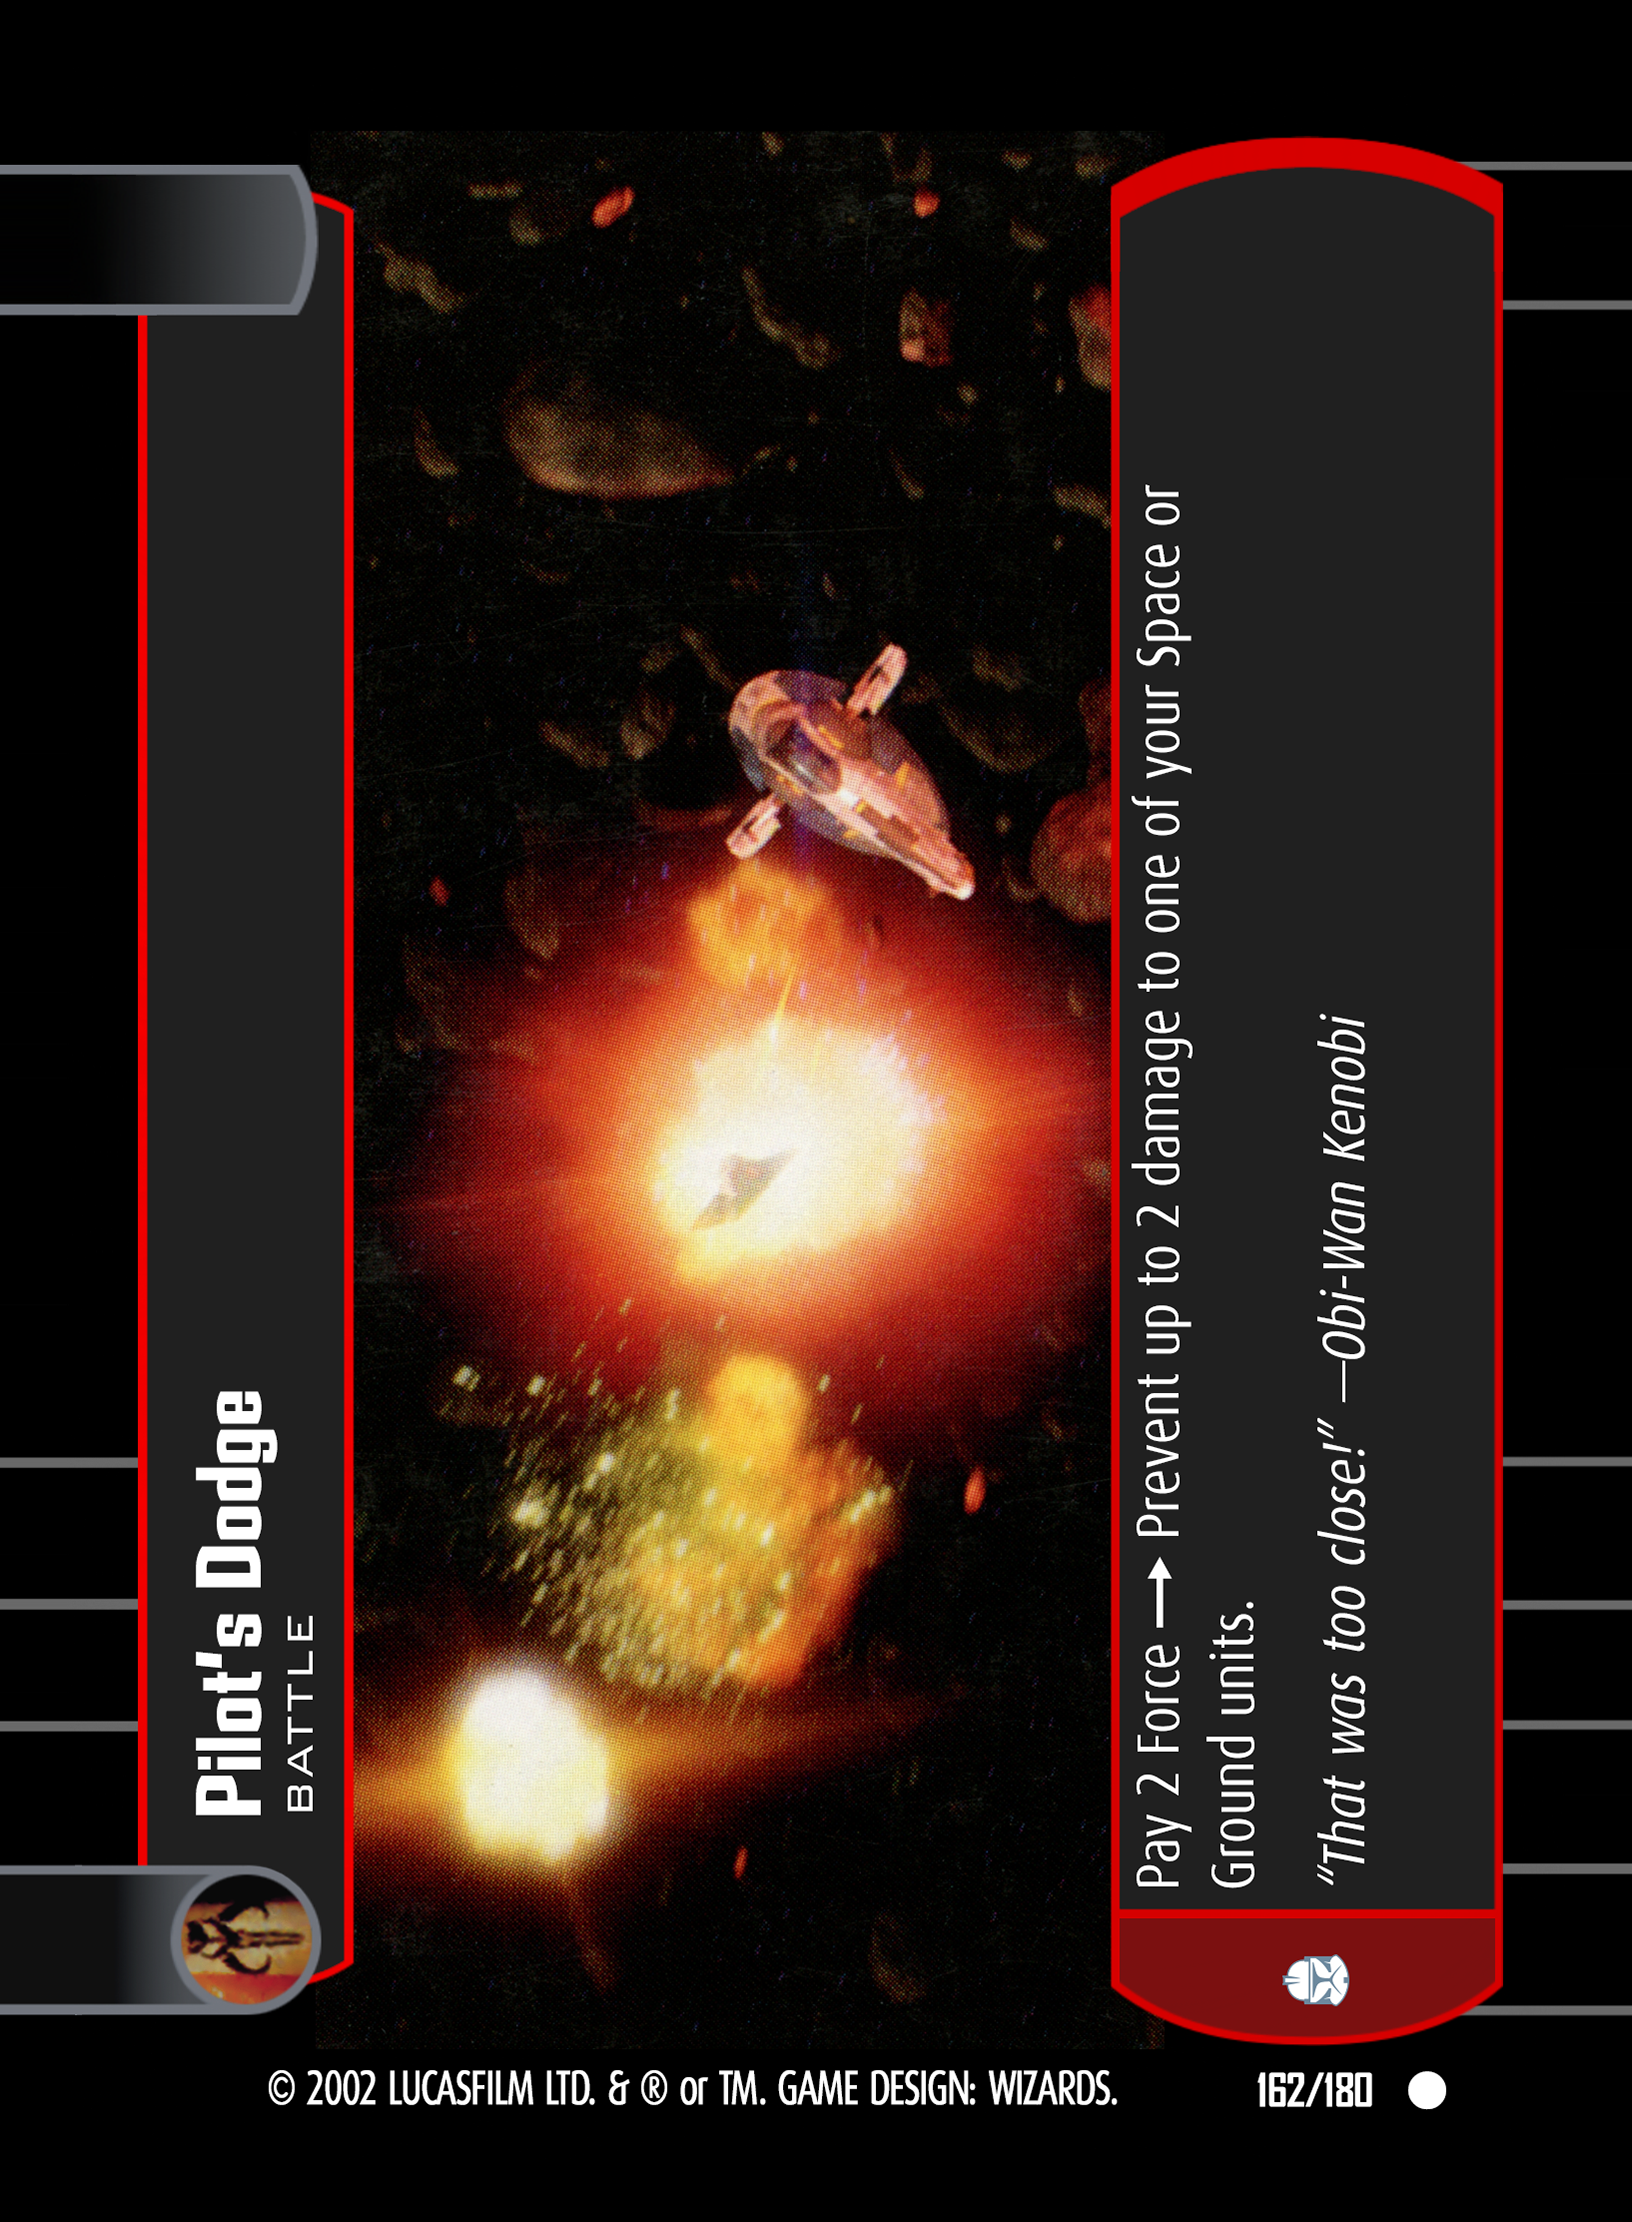 Pilot's Dodge
BATTLE
Pay 2 Force → Prevent up to 2 damage to one of your Space or
Ground units.
“That was too close!” —Obi-Wan Kenobi
© 2002 LUCASFILM LTD. & ® or TM. GAME DESIGN: WIZARDS.
162/180